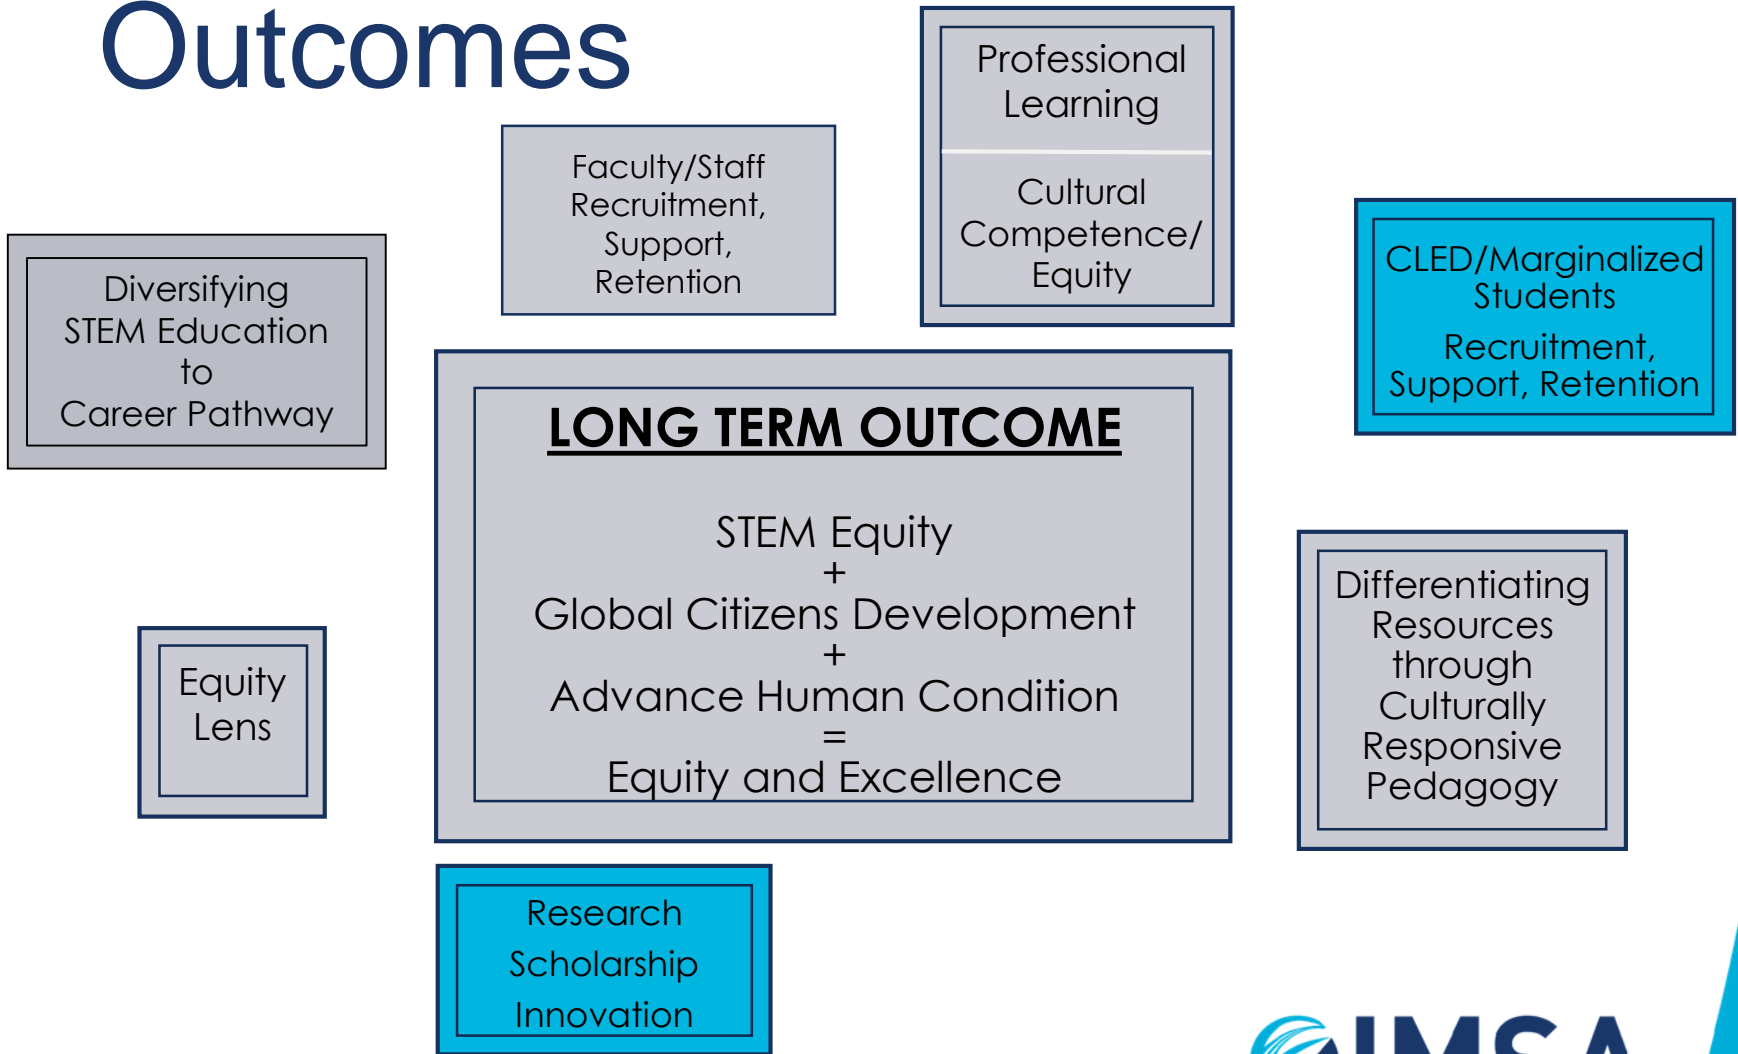 Outcomes
Professional
Learning
Cultural
Competence/
Equity
Faculty/Staff
Recruitment,
Support,
Retention
CLED/Marginalized
Students
Recruitment,
Support, Retention
Diversifying
STEM Education
to
Career Pathway
LONG TERM OUTCOME
STEM Equity
+
Global Citizens Development
+
Advance Human Condition
=
Equity and Excellence
Differentiating
Resources
through
Culturally
Responsive
Pedagogy
Equity
Lens
Research
Scholarship
Innovation
IMSA